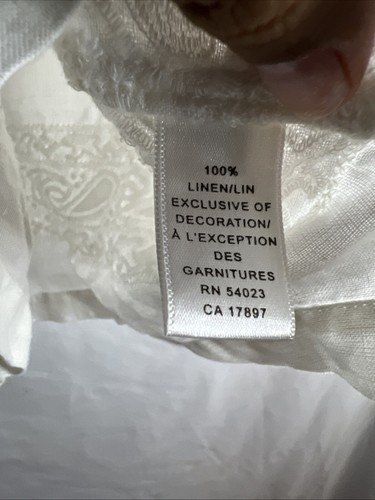 100%
LINEN/LIN
EXCLUSIVE OF
DECORATION/
À L'EXCEPTION
DES
GARNITURES
RN 54023
CA 17897